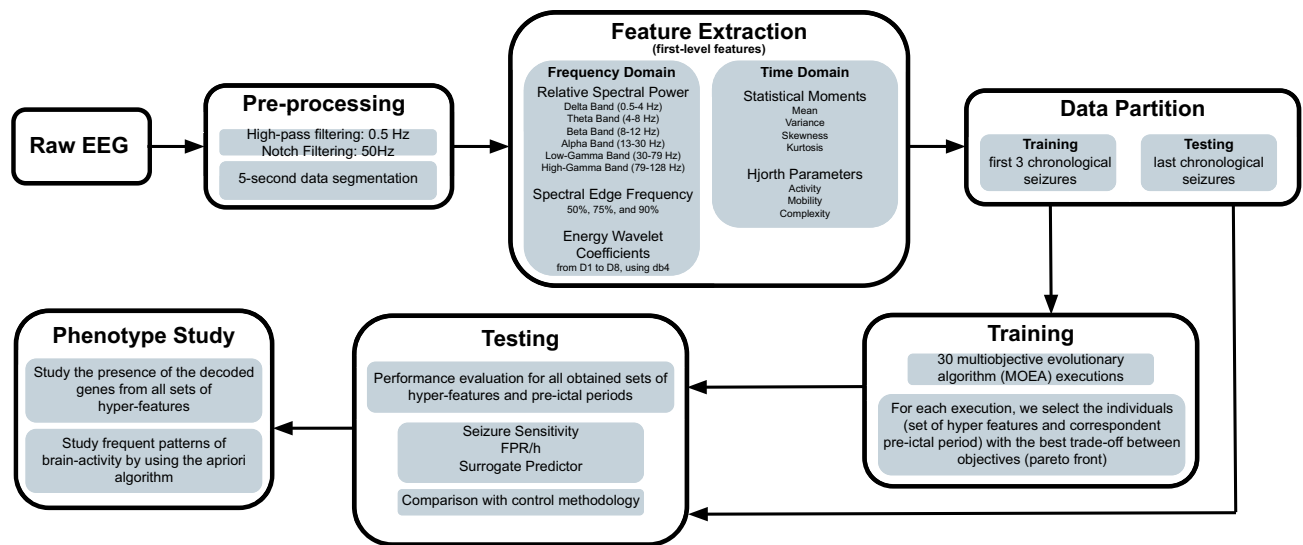 Raw EEG
Pre-processing
High-pass filtering: 0.5 Hz
Notch Filtering: 50Hz
5-second data segmentation
Feature Extraction
(first-level features)
Frequency Domain
Relative Spectral Power
Delta Band (0.5-4 Hz)
Theta Band (4-8 Hz)
Beta Band (8-12 Hz)
Alpha Band (13-30 Hz)
Low-Gamma Band (30-79 Hz)
High-Gamma Band (79-128 Hz)
Spectral Edge Frequency
50%, 75%, and 90%
Energy Wavelet
Coefficients
from D1 to D8, using db4
Time Domain
Statistical Moments
Mean
Variance
Skewness
Kurtosis
Hjorth Parameters
Activity
Mobility
Complexity
Data Partition
Training
first 3 chronological
seizures
Testing
last chronological
seizures
Training
30 multiobjective evolutionary
algorithm (MOEA) executions
For each execution, we select the individuals
(set of hyper features and correspondent
pre-ictal period) with the best trade-off between
objectives (pareto front)
Testing
Performance evaluation for all obtained sets of
hyper-features and pre-ictal periods
Seizure Sensitivity
FPR/h
Surrogate Predictor
Comparison with control methodology
Phenotype Study
Study the presence of the decoded
genes from all sets of
hyper-features
Study frequent patterns of
brain-activity by using the apriori
algorithm